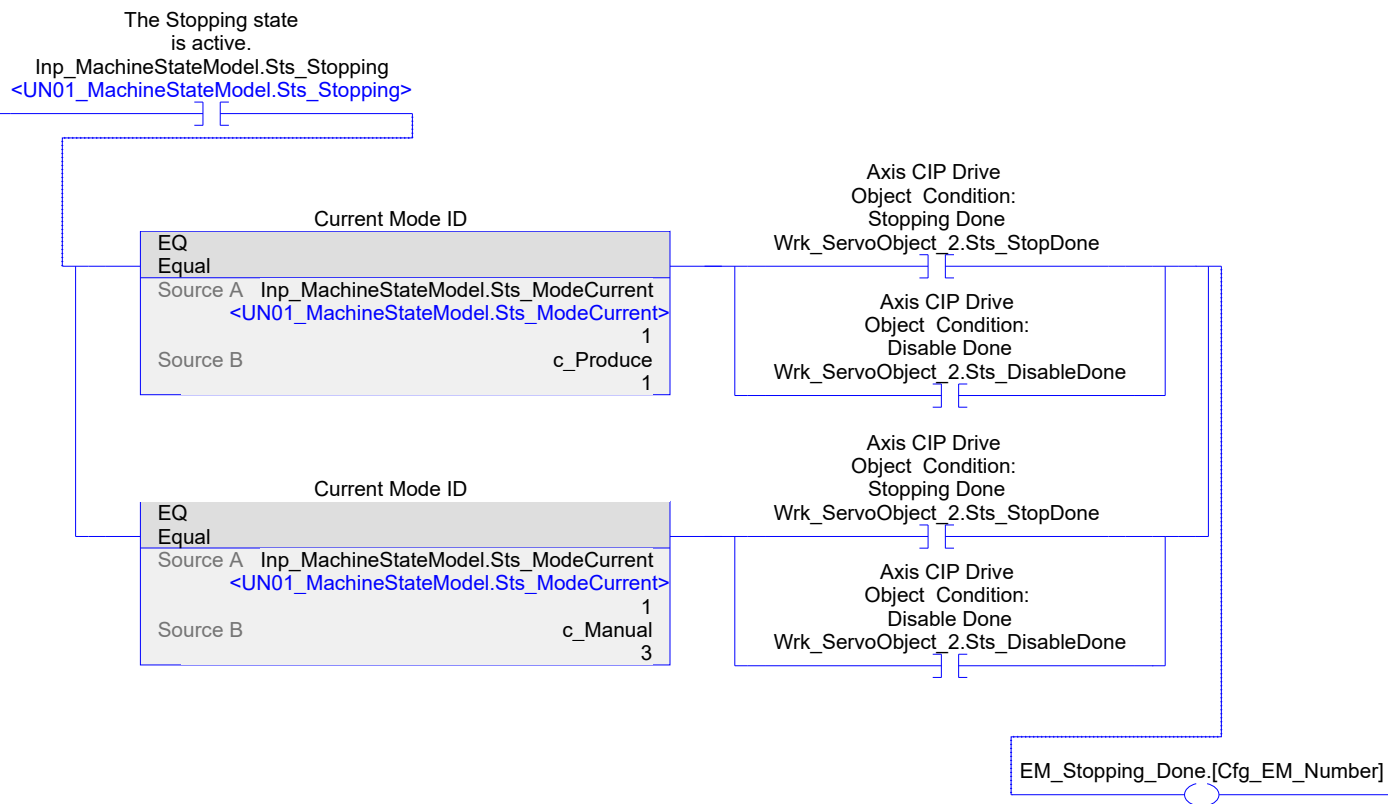 The Stopping state
is active.
Inp_MachineStateModel.Sts_Stopping
<UN01_MachineStateModel.Sts_Stopping>
Current Mode ID
EQ
Equal
Source A Inp_MachineStateModel.Sts_ModeCurrent
<UN01_MachineStateModel.Sts_ModeCurrent>
1
Source B c_Produce
1
Axis CIP Drive
Object Condition:
Stopping Done
Wrk_ServoObject_2.Sts_StopDone
Axis CIP Drive
Object Condition:
Disable Done
Wrk_ServoObject_2.Sts_DisableDone
Current Mode ID
EQ
Equal
Source A Inp_MachineStateModel.Sts_ModeCurrent
<UN01_MachineStateModel.Sts_ModeCurrent>
1
Source B c_Manual
3
Axis CIP Drive
Object Condition:
Stopping Done
Wrk_ServoObject_2.Sts_StopDone
Axis CIP Drive
Object Condition:
Disable Done
Wrk_ServoObject_2.Sts_DisableDone
EM_Stopping_Done.[Cfg_EM_Number]